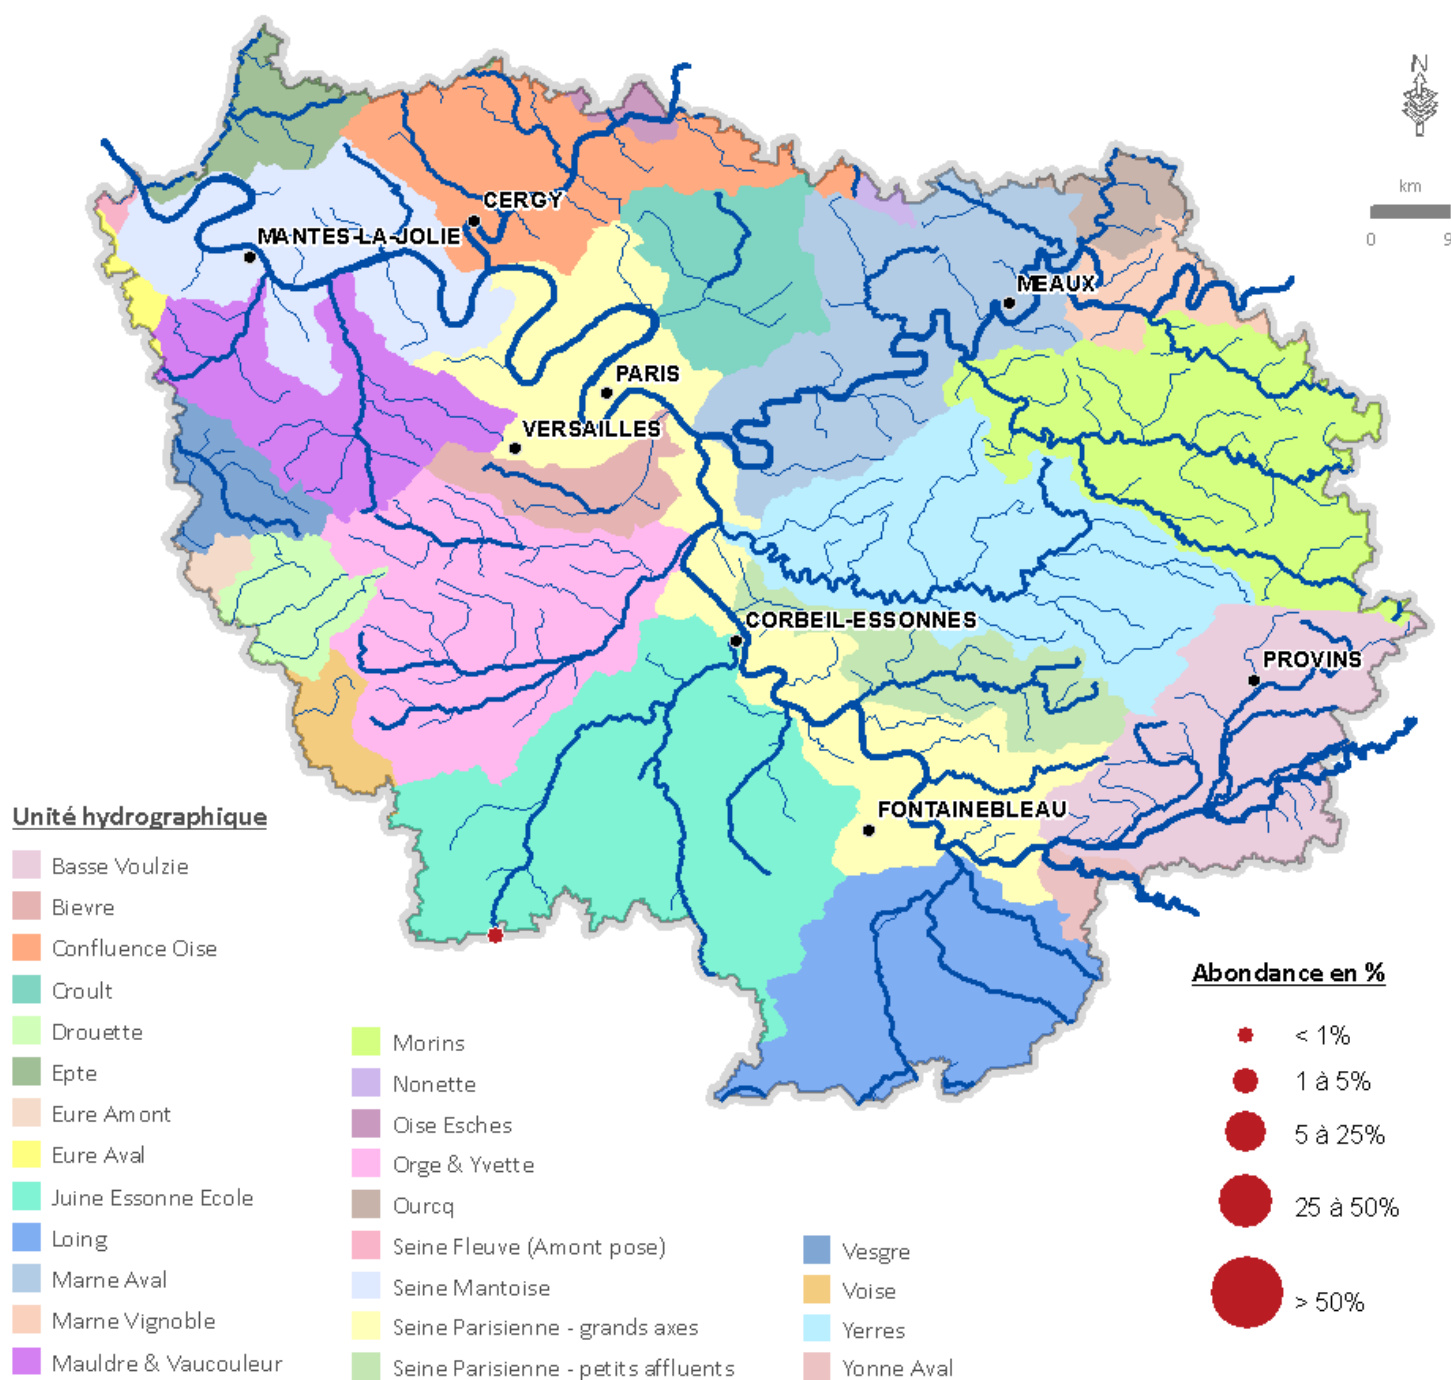 N
km
0 9
CERGY
MANTES-LA-JOLIE
MEAUX
PARIS
VERSAILLES
CORBEIL-ESSONNES
PROVINS
FONTAINEBLEAU
Unité hydrographique
Basse Voulzie
Bievre
Confluence Oise
Croult
Drouette
Epte
Eure Amont
Eure Aval
Juine Essonne Ecole
Loing
Marne Aval
Marne Vignoble
Mauldre & Vaucouleur
Morins
Nonette
Oise Esches
Orge & Yvette
Ourcq
Seine Fleuve (Amont pose)
Seine Mantoise
Seine Parisienne - grands axes
Seine Parisienne - petits affluents
Vesgre
Voise
Yerres
Yonne Aval
Abondance en %
< 1%
1 à 5%
5 à 25%
25 à 50%
> 50%